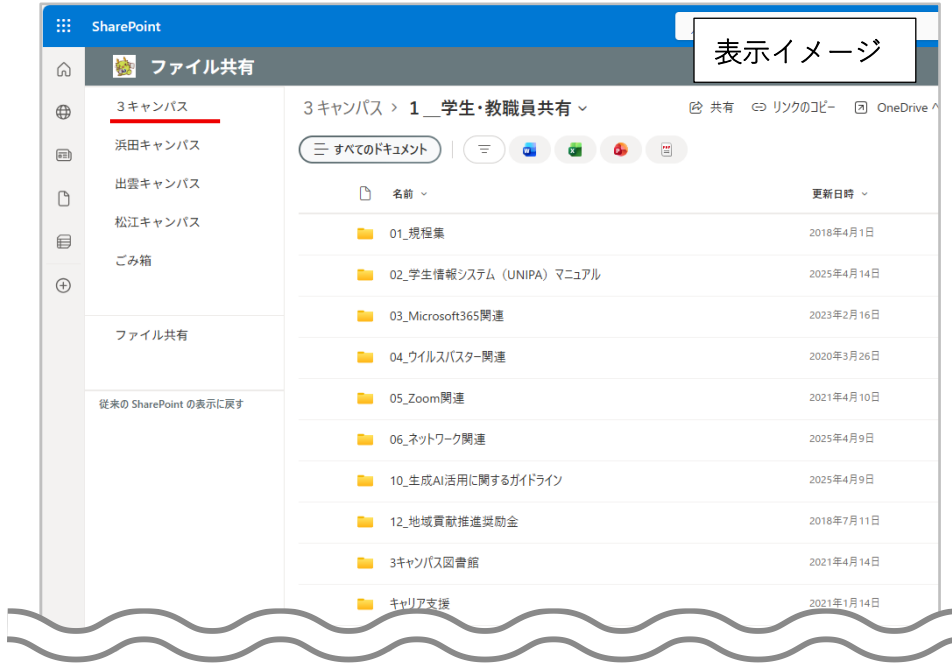 SharePoint
表示イメージ
ファイル共有
3キャンパス
浜田キャンパス
出雲キャンパス
松江キャンパス
ごみ箱
ファイル共有
従来の SharePoint の表示に戻す
3キャンパス > 1__学生・教職員共有
共有 リンクのコピー OneDrive へ
すべてのドキュメント
名前 更新日時
01_規程集 2018年4月1日
02_学生情報システム（UNIPA）マニュアル 2025年4月14日
03_Microsoft365関連 2023年2月16日
04_ウイルスバスター関連 2020年3月26日
05_Zoom関連 2021年4月10日
06_ネットワーク関連 2025年4月9日
10_生成AI活用に関するガイドライン 2025年4月9日
12_地域貢献推進奨励金 2018年7月11日
3キャンパス図書館 2021年4月14日
キャリア支援 2021年1月14日